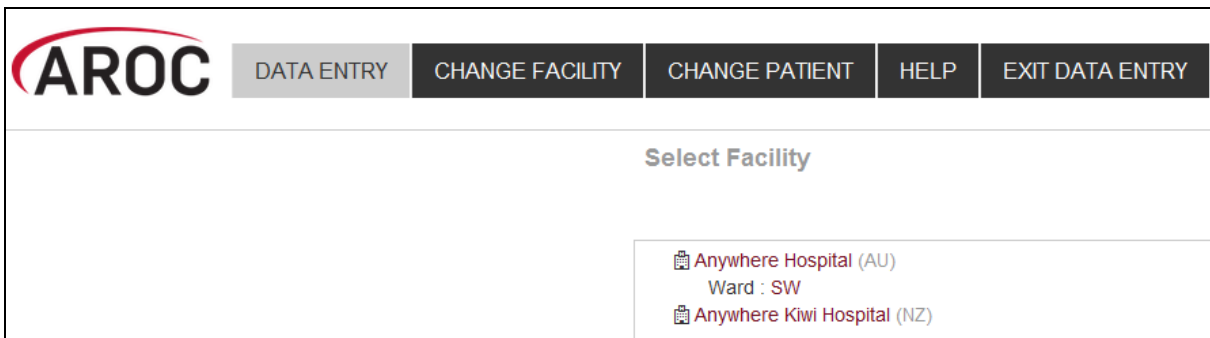 AROC DATA ENTRY CHANGE FACILITY CHANGE PATIENT HELP EXIT DATA ENTRY
Select Facility
Anywhere Hospital (AU)
Ward : SW
Anywhere Kiwi Hospital (NZ)